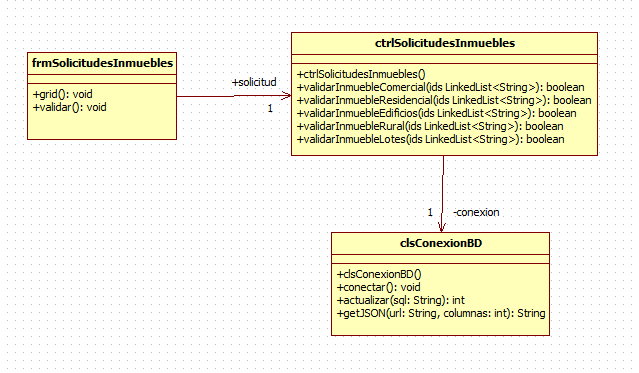 frmSolicitudesInmuebles
+grid(): void
+validar(): void
+solicitud
1
ctrlSolicitudesInmuebles
+ctrlSolicitudesInmuebles()
+validarInmuebleComercial(ids LinkedList<String>): boolean
+validarInmuebleResidencial(ids LinkedList<String>): boolean
+validarInmuebleEdificios(ids LinkedList<String>): boolean
+validarInmuebleRural(ids LinkedList<String>): boolean
+validarInmuebleLotes(ids LinkedList<String>): boolean
1 -conexion
clsConexionBD
+clsConexionBD()
+conectar(): void
+actualizar(sql: String): int
+getJSON(url: String, columnas: int): String